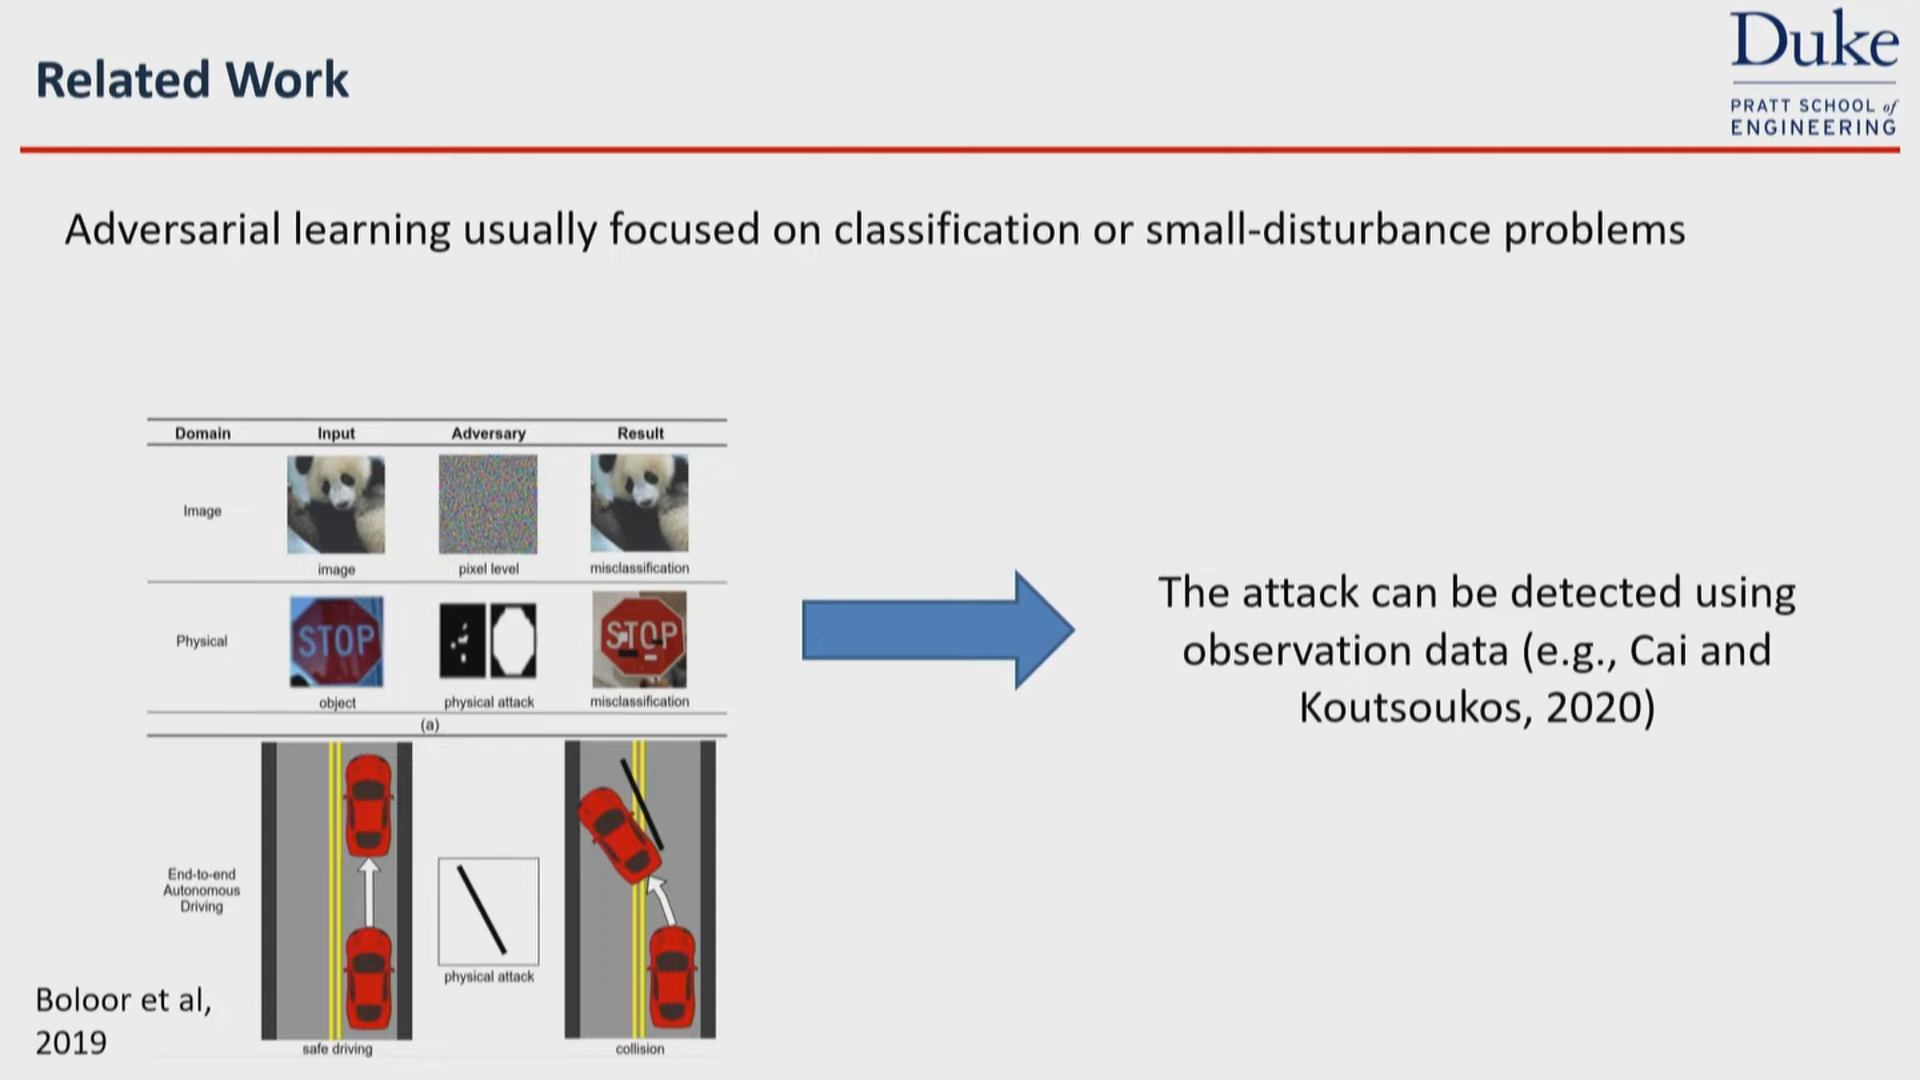 Related Work
Duke
PRATT SCHOOL of
ENGINEERING
Adversarial learning usually focused on classification or small-disturbance problems
Domain Input Adversary Result
Image
image pixel level misclassification
Physical
STOP
STOP
object physical attack misclassification
(a)
End-to-end
Autonomous
Driving
physical attack
safe driving collision
Boloor et al,
2019
The attack can be detected using
observation data (e.g., Cai and
Koutsoukos, 2020)